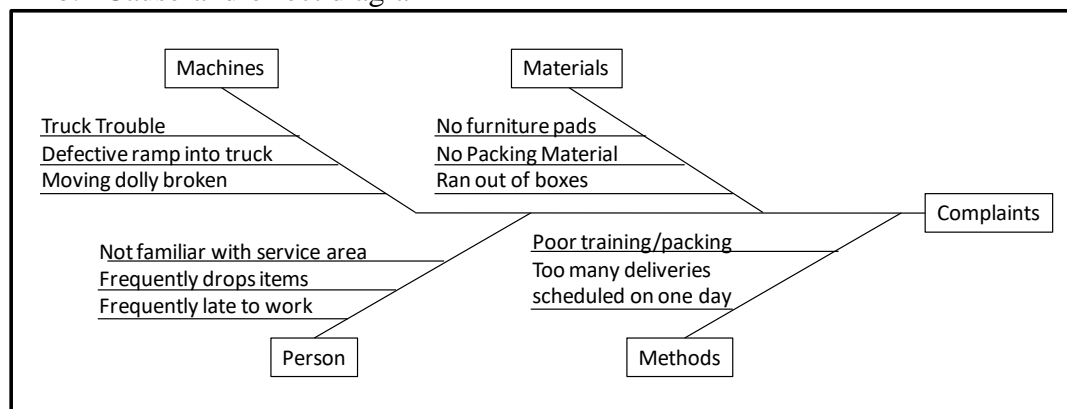 Machines
Materials
Truck Trouble
Defective ramp into truck
Moving dolly broken
No furniture pads
No Packing Material
Ran out of boxes
Complaints
Not familiar with service area
Frequently drops items
Frequently late to work
Poor training/packing
Too many deliveries
scheduled on one day
Person
Methods